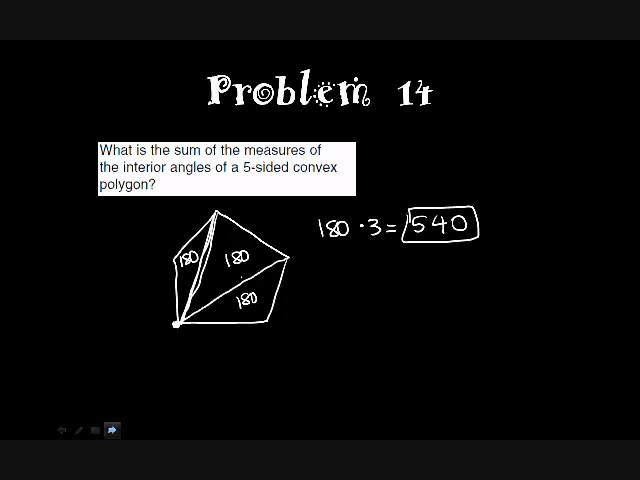 Problem 14
What is the sum of the measures of
the interior angles of a 5-sided convex
polygon?
180 · 3 = 540
180
180
180